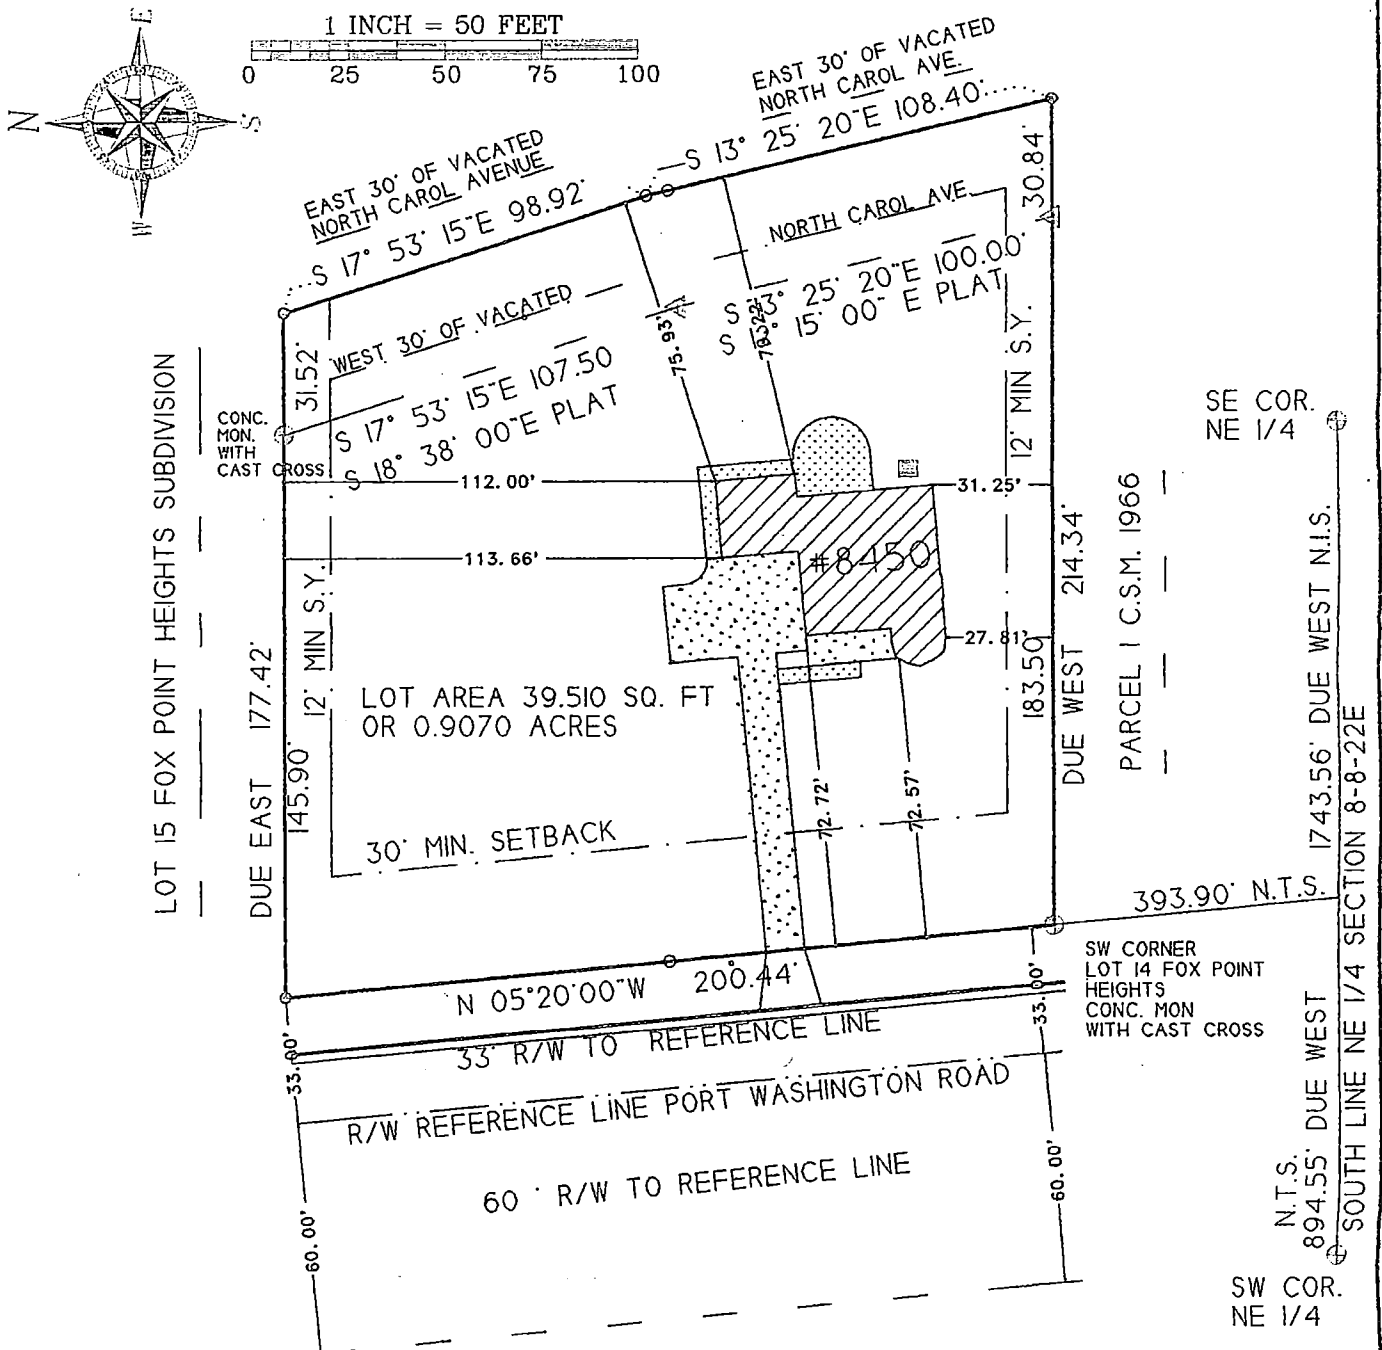 E
N
S
W
1 INCH = 50 FEET
0 25 50 75 100
EAST 30' OF VACATED
NORTH CAROL AVE.
S 13° 25' 20"E 108.40'
EAST 30' OF VACATED
NORTH CAROL AVENUE
S 17° 53' 15"E 98.92'
30.84'
NORTH CAROL AVE.
S 13° 25' 20"E 100.00'
15' 00" E PLAT
31.52'
WEST 30' OF VACATED
S 17° 53' 15"E 107.50
S 18° 38' 00"E PLAT
75.93'
12' MIN S.Y.
CONC.
MON.
WITH
CAST CROSS
LOT 15 FOX POINT HEIGHTS SUBDIVISION
112.00'
31.25'
113.66'
#8450
27.81'
12' MIN S.Y.
DUE EAST 177.42'
145.90'
LOT AREA 39.510 SQ. FT
OR 0.9070 ACRES
183.50
DUE WEST 214.34'
PARCEL 1 C.S.M. 1966
SE COR.
NE 1/4
1743.56' DUE WEST N.T.S.
72.72'
72.57'
30' MIN. SETBACK
393.90' N.T.S.
N 05°20'00"W 200.44'
SW CORNER
LOT 14 FOX POINT
HEIGHTS
CONC. MON
WITH CAST CROSS
33.00'
33.00'
33' R/W TO REFERENCE LINE
R/W REFERENCE LINE PORT WASHINGTON ROAD
60' R/W TO REFERENCE LINE
60.00'
60.00'
N.T.S.
894.55' DUE WEST
SOUTH LINE NE 1/4 SECTION 8-8-22E
SW COR.
NE 1/4